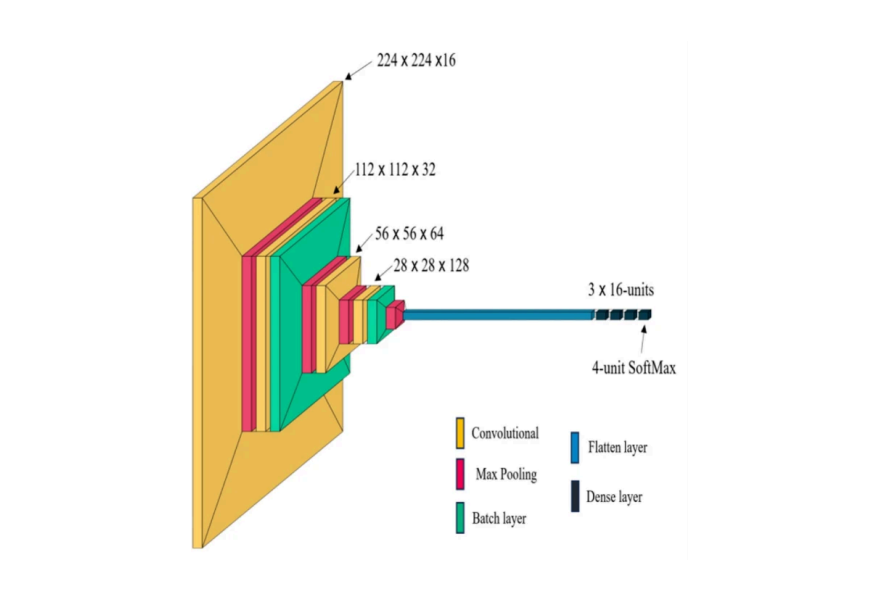 224 x 224 x16
112 x 112 x 32
56 x 56 x 64
28 x 28 x 128
3 x 16-units
4-unit SoftMax
Convolutional
Max Pooling
Batch layer
Flatten layer
Dense layer